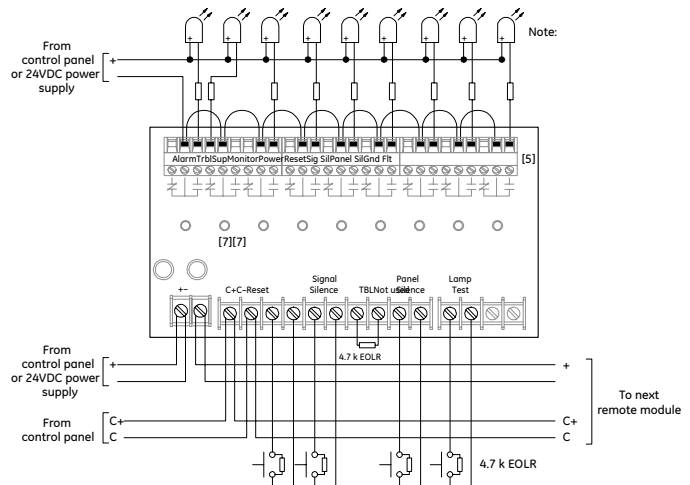 Note:
From
control panel
or 24VDC power
supply
+
-
+ + + + + + + + +
AlarmTrblSupMonitorPowerResetSig SilPanel SilGnd Flt
[5]
[7][7]
+-
C+C-Reset
Signal
Silence
TBLNot used
Panel
Silence
Lamp
Test
4.7 k EOLR
From
control panel
or 24VDC power
supply
+
+
To next
remote module
From
control panel
C+
C
C+
C
4.7 k EOLR